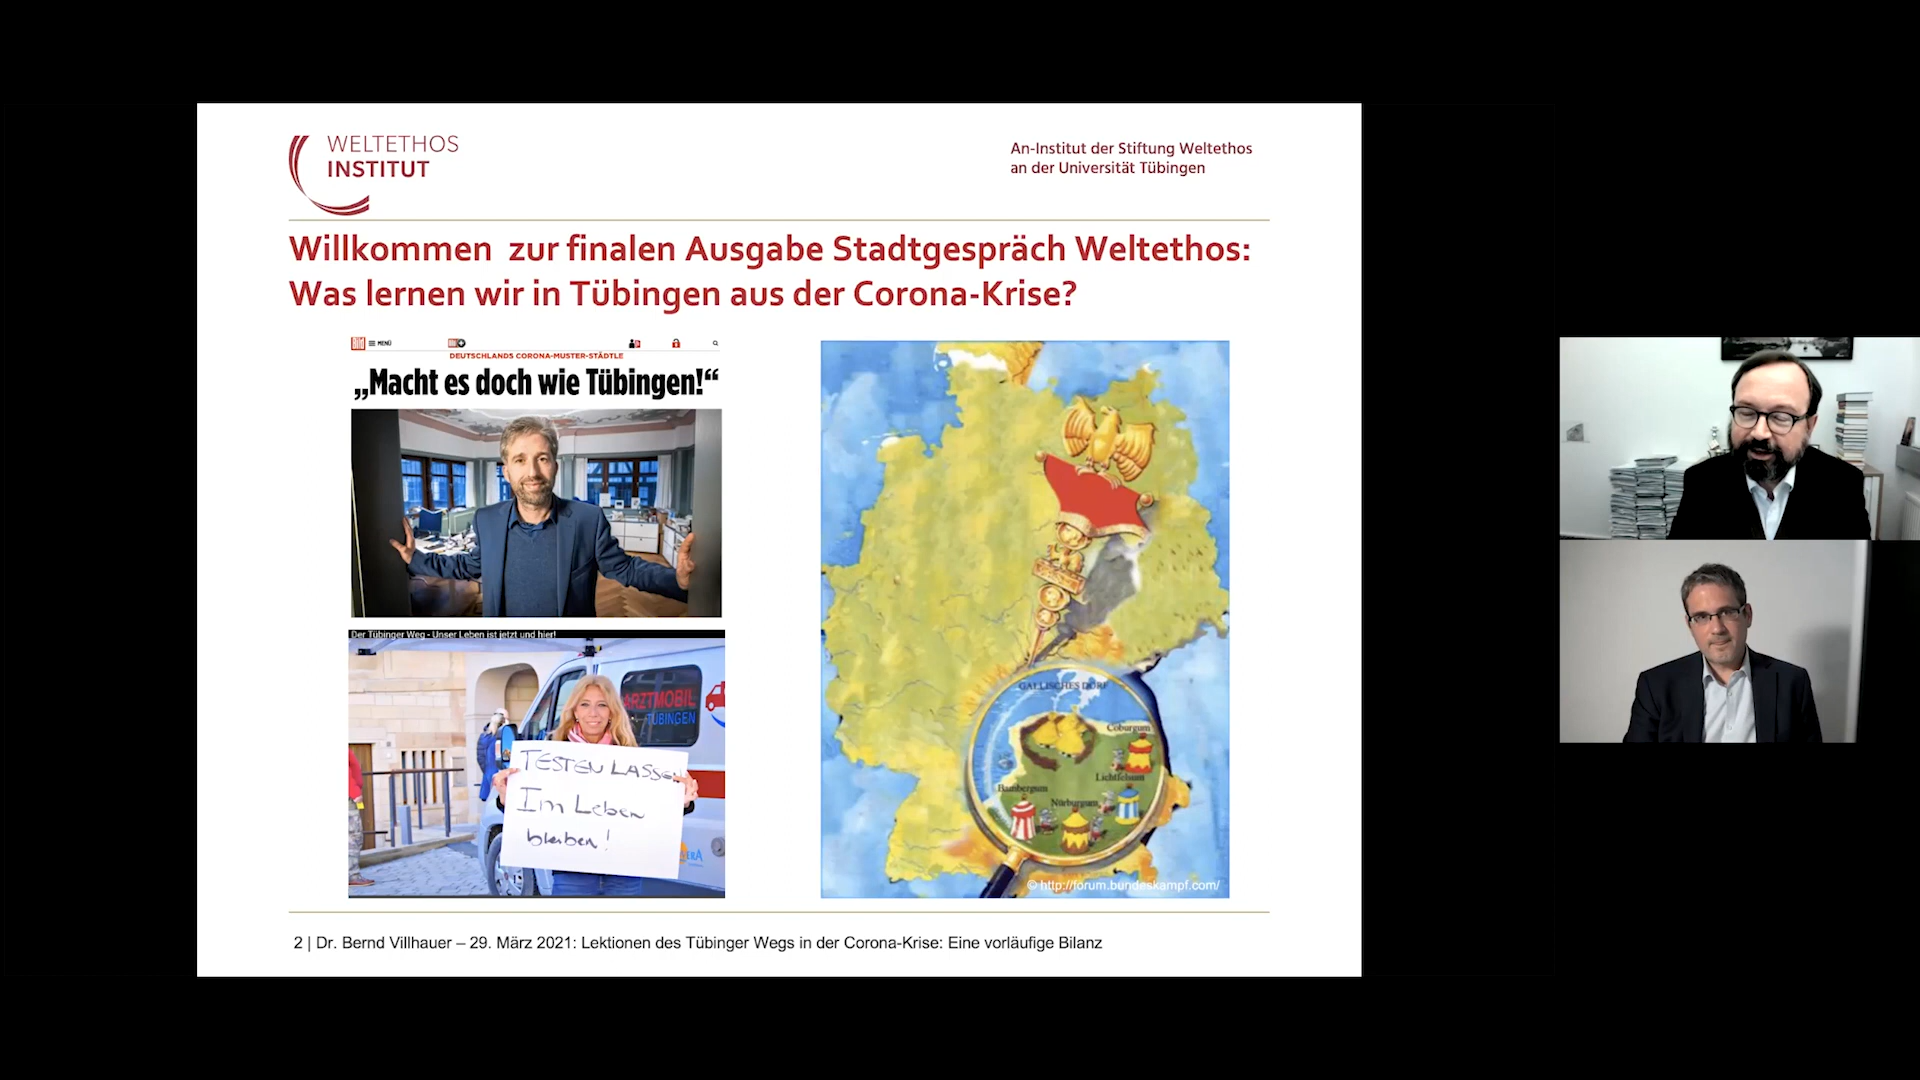 WELTETHOS
INSTITUT
An-Institut der Stiftung Weltethos
an der Universität Tübingen
Willkommen zur finalen Ausgabe Stadtgespräch Weltethos:
Was lernen wir in Tübingen aus der Corona-Krise?
Bild MENÜ
DEUTSCHLANDS CORONA-MUSTER-STÄDTLE
„Macht es doch wie Tübingen!“
Der Tübinger Weg - Unser Leben ist jetzt und hier!
ARZTMOBIL
TÜBINGEN
TESTEN LASSEN
Im Leben
bleiben!
GALLISCHES DORF
Coburgum
Lichtfelsum
Bambergum
Nürburgum
© http://forum.bundeskampf.com/
2 | Dr. Bernd Villhauer – 29. März 2021: Lektionen des Tübinger Wegs in der Corona-Krise: Eine vorläufige Bilanz